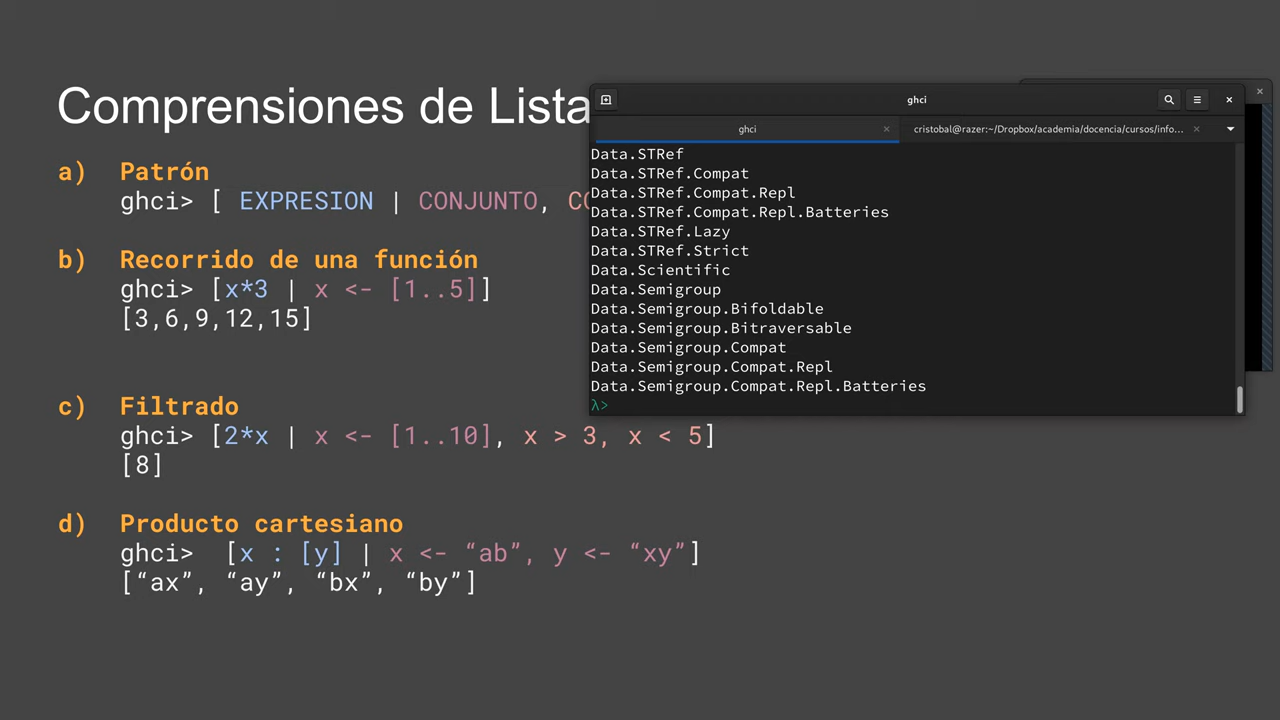 Comprensiones de Lista
a) Patrón
ghci> [ EXPRESION | CONJUNTO, CO
b) Recorrido de una función
ghci> [x*3 | x <- [1..5]]
[3,6,9,12,15]
c) Filtrado
ghci> [2*x | x <- [1..10], x > 3, x < 5]
[8]
d) Producto cartesiano
ghci>  [x : [y] | x <- “ab”, y <- “xy”]
[“ax”, “ay”, “bx”, “by”]
ghci
ghci
cristobal@razer:~/Dropbox/academia/docencia/cursos/info...
Data.STRef
Data.STRef.Compat
Data.STRef.Compat.Repl
Data.STRef.Compat.Repl.Batteries
Data.STRef.Lazy
Data.STRef.Strict
Data.Scientific
Data.Semigroup
Data.Semigroup.Bifoldable
Data.Semigroup.Bitraversable
Data.Semigroup.Compat
Data.Semigroup.Compat.Repl
Data.Semigroup.Compat.Repl.Batteries
λ>